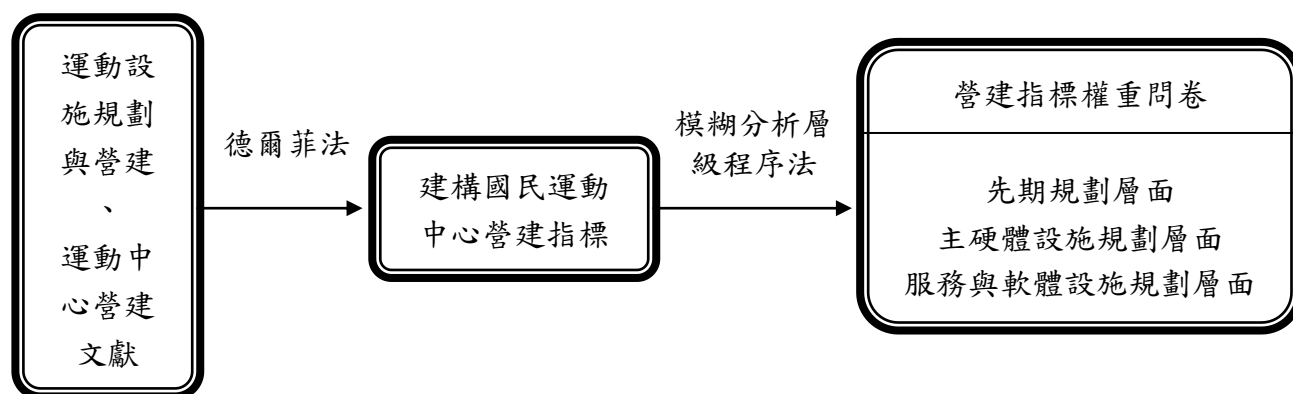 運動設
施規劃
與營建
、
運動中
心營建
文獻
德爾菲法
建構國民運動
中心營建指標
模糊分析層
級程序法
營建指標權重問卷
先期規劃層面
主硬體設施規劃層面
服務與軟體設施規劃層面